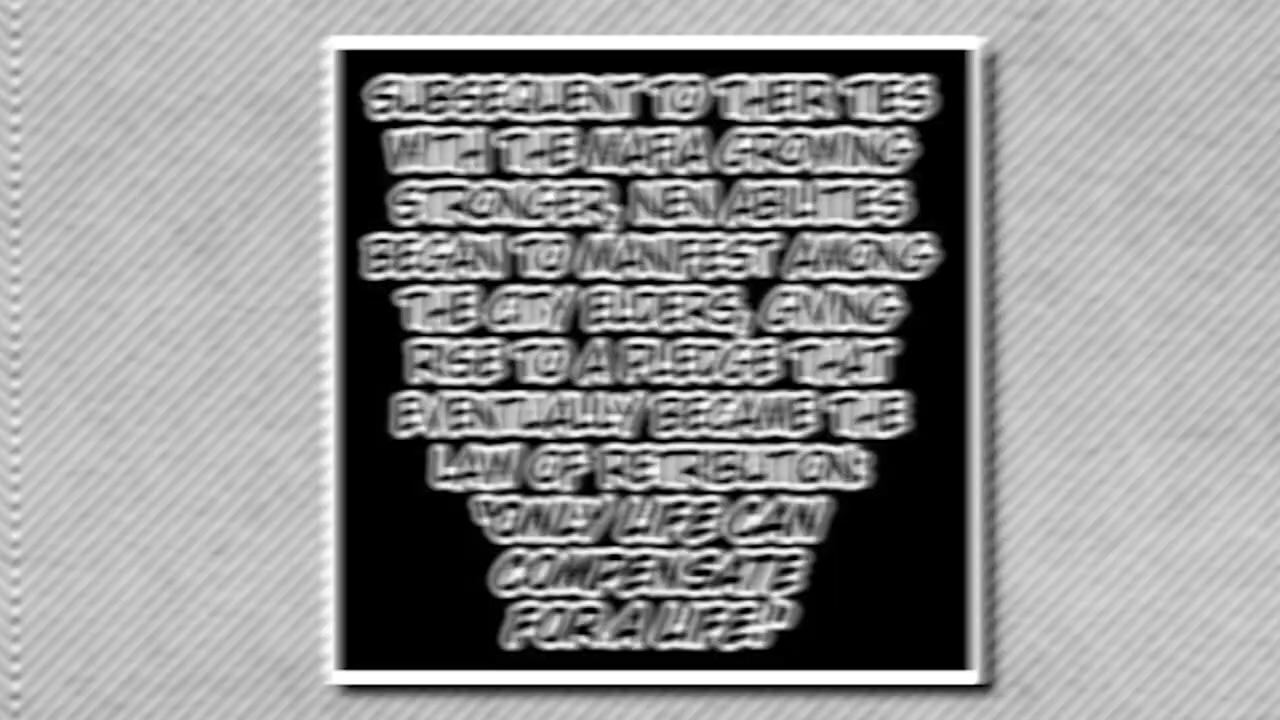 SUBSEQUENT TO THEIR TIES
WITH THE MAFIA GROWING
STRONGER, NEN ABILITIES
BEGAN TO MANIFEST AMONG
THE CITY ELDERS, GIVING
RISE TO A PLEDGE THAT
EVENTUALLY BECAME THE
LAW OF RETRIBUTION:
"ONLY LIFE CAN
COMPENSATE
FOR A LIFE!"